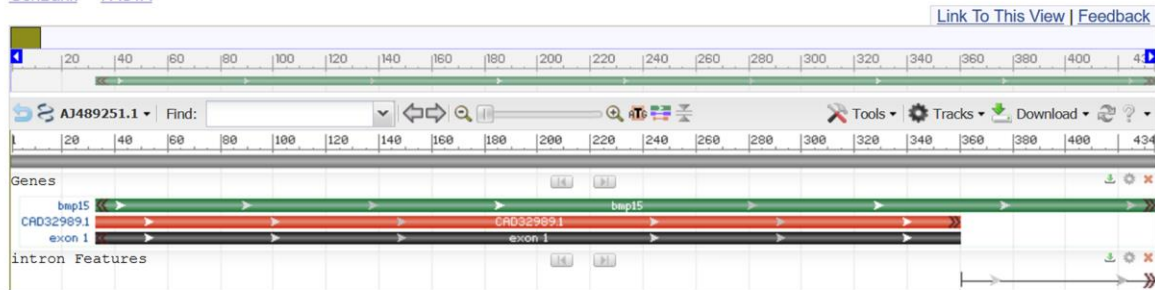 Link To This View | Feedback
20 40 60 80 100 120 140 160 180 200 220 240 260 280 300 320 340 360 380 400
AJ489251.1 Find: ATG Tools Tracks Download ?
1 20 40 60 80 100 120 140 160 180 200 220 240 260 280 300 320 340 360 380 400 434
Genes
bmp15 bmp15
CAD32989.1 CAD32989.1
exon 1 exon 1
intron Features